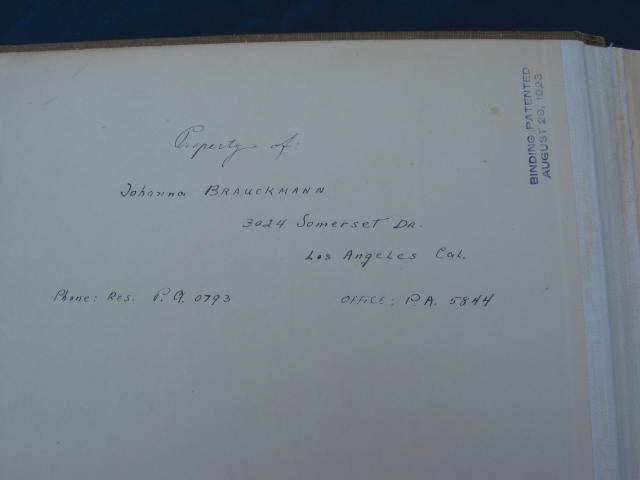 Property of:
Johanna BRAUCKMANN
3024 Somerset DR.
Los Angeles Cal.
Phone: RES. P.A. 0793 OFFICE: P.A. 5844
BINDING PATENTED
AUGUST 29, 1923